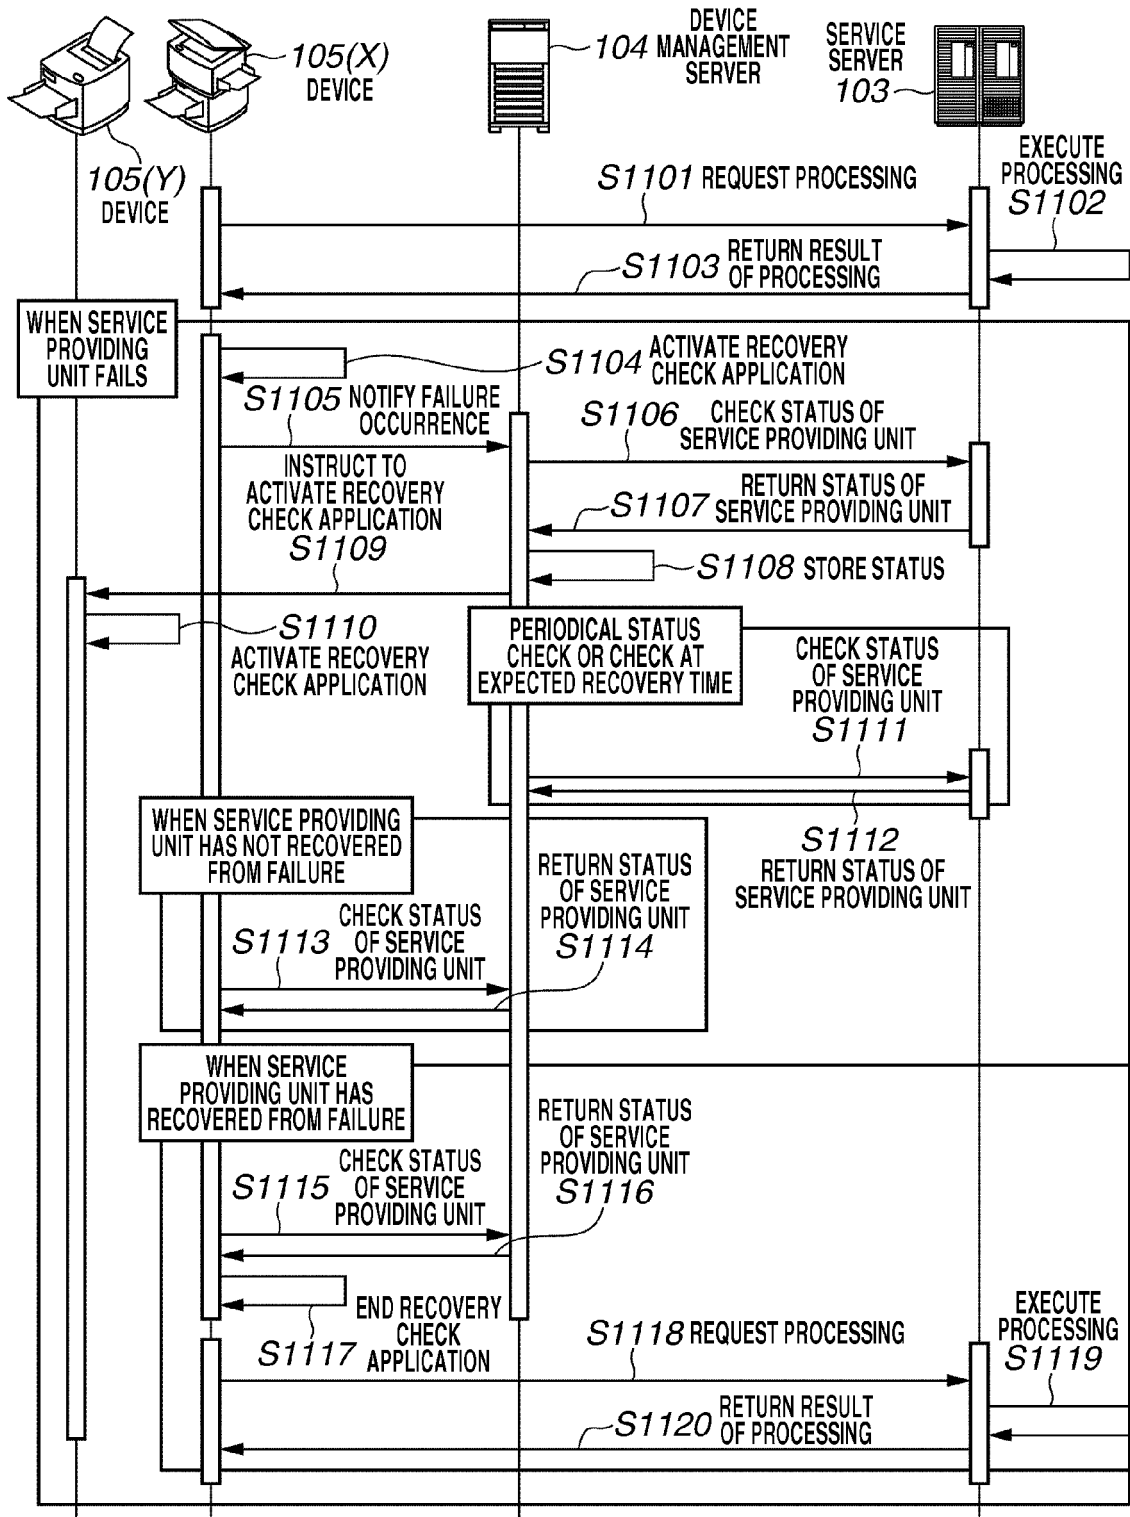 105(X)
DEVICE
104
DEVICE
MANAGEMENT
SERVER
SERVICE
SERVER
103
105(Y)
DEVICE
S1101 REQUEST PROCESSING
EXECUTE
PROCESSING
S1102
S1103
RETURN RESULT
OF PROCESSING
WHEN SERVICE
PROVIDING
UNIT FAILS
S1104
ACTIVATE RECOVERY
CHECK APPLICATION
S1105
NOTIFY FAILURE
OCCURRENCE
S1106
CHECK STATUS OF
SERVICE PROVIDING UNIT
INSTRUCT TO
ACTIVATE RECOVERY
CHECK APPLICATION
S1109
S1107
RETURN STATUS OF
SERVICE PROVIDING UNIT
S1108 STORE STATUS
S1110
ACTIVATE RECOVERY
CHECK APPLICATION
PERIODICAL STATUS
CHECK OR CHECK AT
EXPECTED RECOVERY TIME
CHECK STATUS
OF SERVICE
PROVIDING UNIT
S1111
S1112
RETURN STATUS OF
SERVICE PROVIDING UNIT
WHEN SERVICE PROVIDING
UNIT HAS NOT RECOVERED
FROM FAILURE
S1113
CHECK STATUS
OF SERVICE
PROVIDING UNIT
RETURN STATUS
OF SERVICE
PROVIDING UNIT
S1114
WHEN SERVICE
PROVIDING UNIT HAS
RECOVERED FROM FAILURE
S1115
CHECK STATUS
OF SERVICE
PROVIDING UNIT
RETURN STATUS
OF SERVICE
PROVIDING UNIT
S1116
S1117
END RECOVERY
CHECK
APPLICATION
S1118 REQUEST PROCESSING
EXECUTE
PROCESSING
S1119
S1120
RETURN RESULT
OF PROCESSING